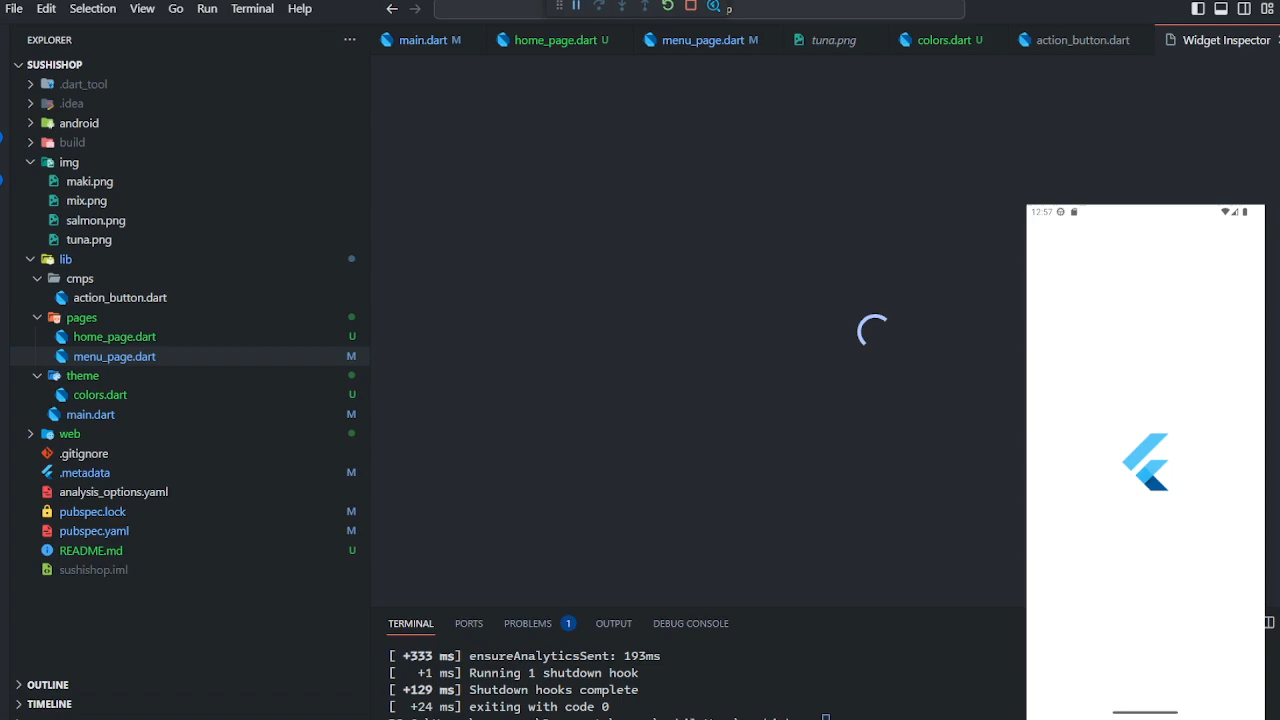 File Edit Selection View Go Run Terminal Help
p
EXPLORER
main.dart M
home_page.dart U
menu_page.dart M
tuna.png
colors.dart U
action_button.dart
Widget Inspector
SUSHISHOP
.dart_tool
.idea
android
build
img
maki.png
mix.png
salmon.png
tuna.png
lib
cmps
action_button.dart
pages
home_page.dart U
menu_page.dart M
theme
colors.dart U
main.dart M
web
.gitignore
.metadata M
analysis_options.yaml
pubspec.lock M
pubspec.yaml M
README.md U
sushishop.iml
OUTLINE
TIMELINE
12:57
TERMINAL PORTS PROBLEMS 1 OUTPUT DEBUG CONSOLE
[ +333 ms] ensureAnalyticsSent: 193ms
[ +1 ms] Running 1 shutdown hook
[ +129 ms] Shutdown hooks complete
[ +24 ms] exiting with code 0